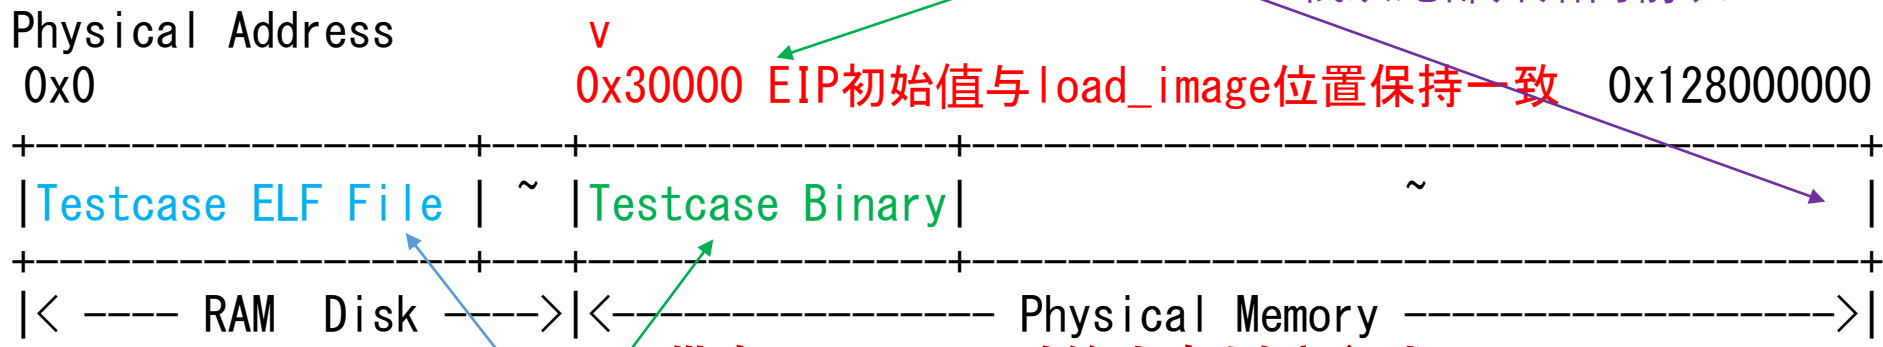 Physical Address v
0x0 0x30000 EIP初始值与load_image位置保持一致 0x128000000
+------------------+---+---------------+-------------------------------------+
|Testcase ELF File | ~ |Testcase Binary| ~ |
+------------------+---+---------------+-------------------------------------+
|< ---- RAM Disk ---->|<---------------- Physical Memory ------------------>|